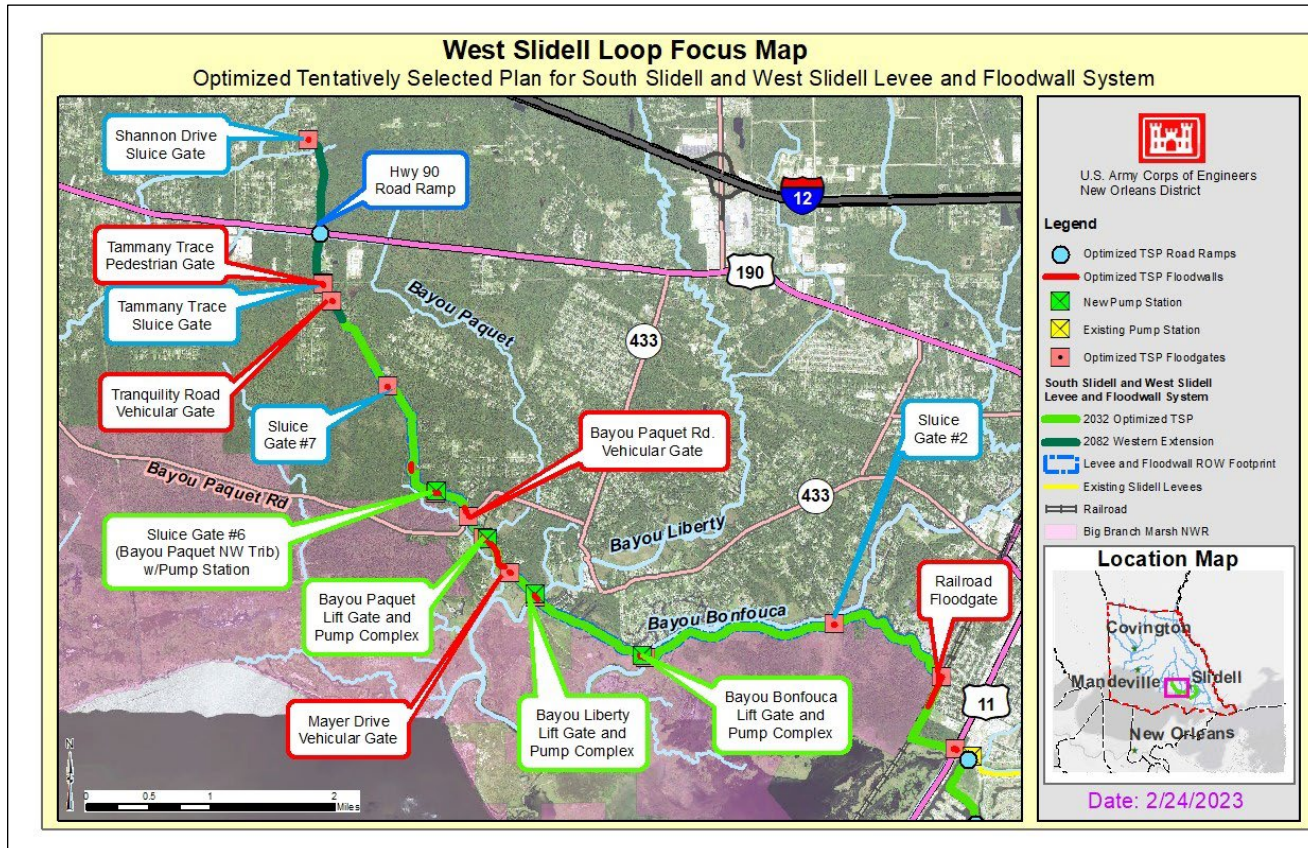 West Slidell Loop Focus Map
Optimized Tentatively Selected Plan for South Slidell and West Slidell Levee and Floodwall System
Shannon Drive
Sluice Gate
Hwy 90
Road Ramp
12
Tammany Trace
Pedestrian Gate
190
Tammany Trace
Sluice Gate
Bayou Paquet
433
Tranquility Road
Vehicular Gate
Sluice
Gate #7
Bayou Paquet Rd.
Vehicular Gate
Sluice
Gate #2
Bayou Paquet Rd
433
Sluice Gate #6
(Bayou Paquet NW Trib)
w/Pump Station
Bayou Liberty
Bayou Paquet
Lift Gate and
Pump Complex
Bayou Bonfouca
Railroad
Floodgate
Mayer Drive
Vehicular Gate
Bayou Liberty
Lift Gate and
Pump Complex
Bayou Bonfouca
Lift Gate and
Pump Complex
11
N
0 0.5 1 2
Miles
U.S. Army Corps of Engineers
New Orleans District
Legend
Optimized TSP Road Ramps
Optimized TSP Floodwalls
New Pump Station
Existing Pump Station
Optimized TSP Floodgates
South Slidell and West Slidell
Levee and Floodwall System
2032 Optimized TSP
2082 Western Extension
Levee and Floodwall ROW Footprint
Existing Slidell Levees
Railroad
Big Branch Marsh NWR
Location Map
Covington
Mandeville
Slidell
New Orleans
Date: 2/24/2023